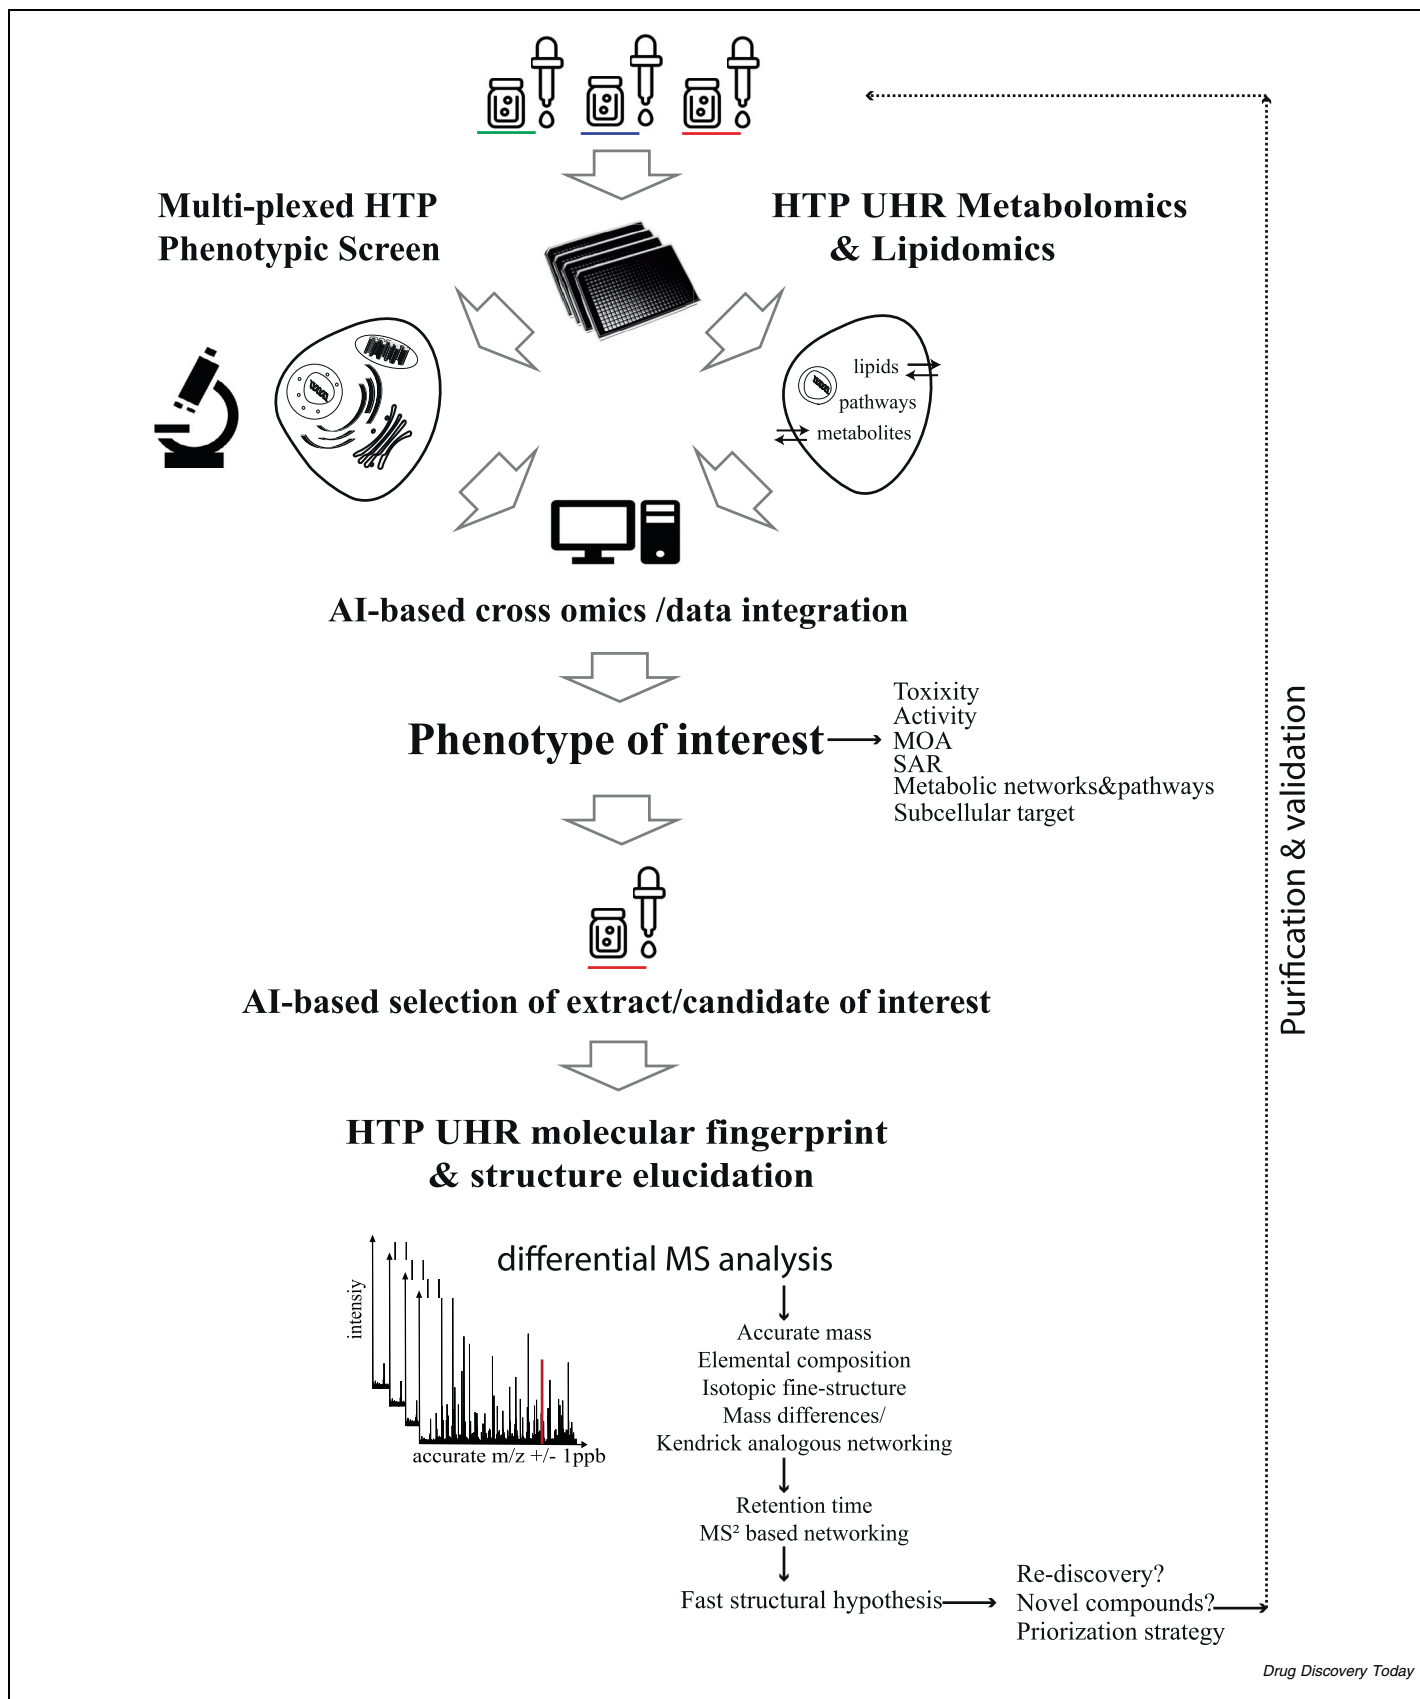 Multi-plexed HTP
Phenotypic Screen
HTP UHR Metabolomics
& Lipidomics
lipids
pathways
metabolites
AI-based cross omics /data integration
Phenotype of interest
Toxixity
Activity
MOA
SAR
Metabolic networks&pathways
Subcellular target
AI-based selection of extract/candidate of interest
HTP UHR molecular fingerprint
& structure elucidation
differential MS analysis
intensiy
accurate m/z +/- 1ppb
Accurate mass
Elemental composition
Isotopic fine-structure
Mass differences/
Kendrick analogous networking
Retention time
MS² based networking
Fast structural hypothesis
Re-discovery?
Novel compounds?
Priorization strategy
Purification & validation
Drug Discovery Today